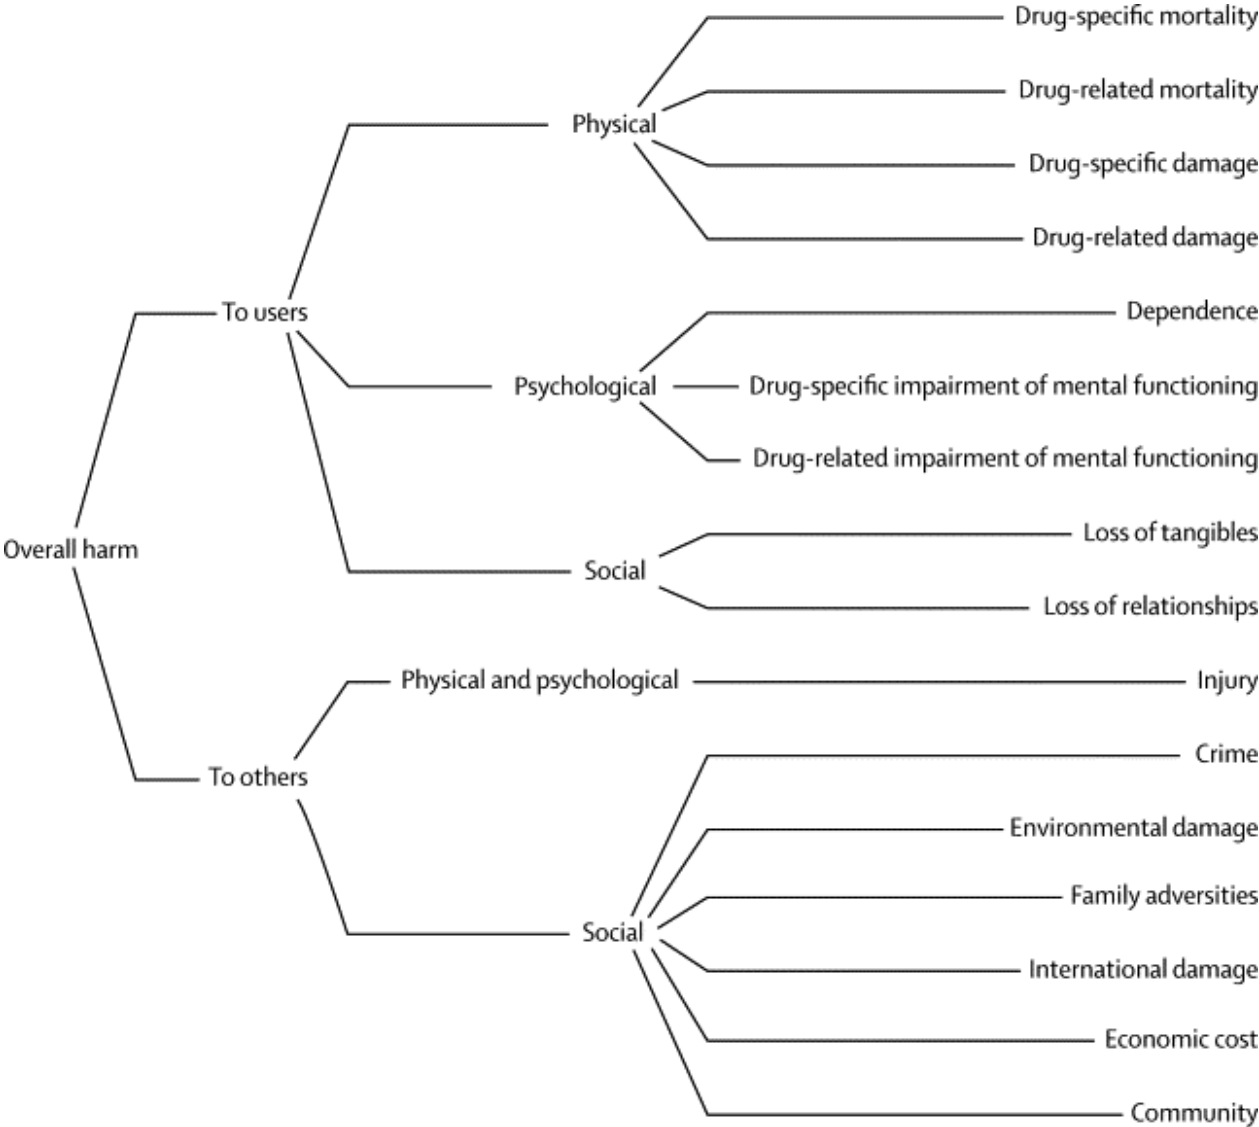 Overall harm
To users
Physical
Drug-specific mortality
Drug-related mortality
Drug-specific damage
Drug-related damage
Psychological
Dependence
Drug-specific impairment of mental functioning
Drug-related impairment of mental functioning
Social
Loss of tangibles
Loss of relationships
To others
Physical and psychological
Injury
Social
Crime
Environmental damage
Family adversities
International damage
Economic cost
Community